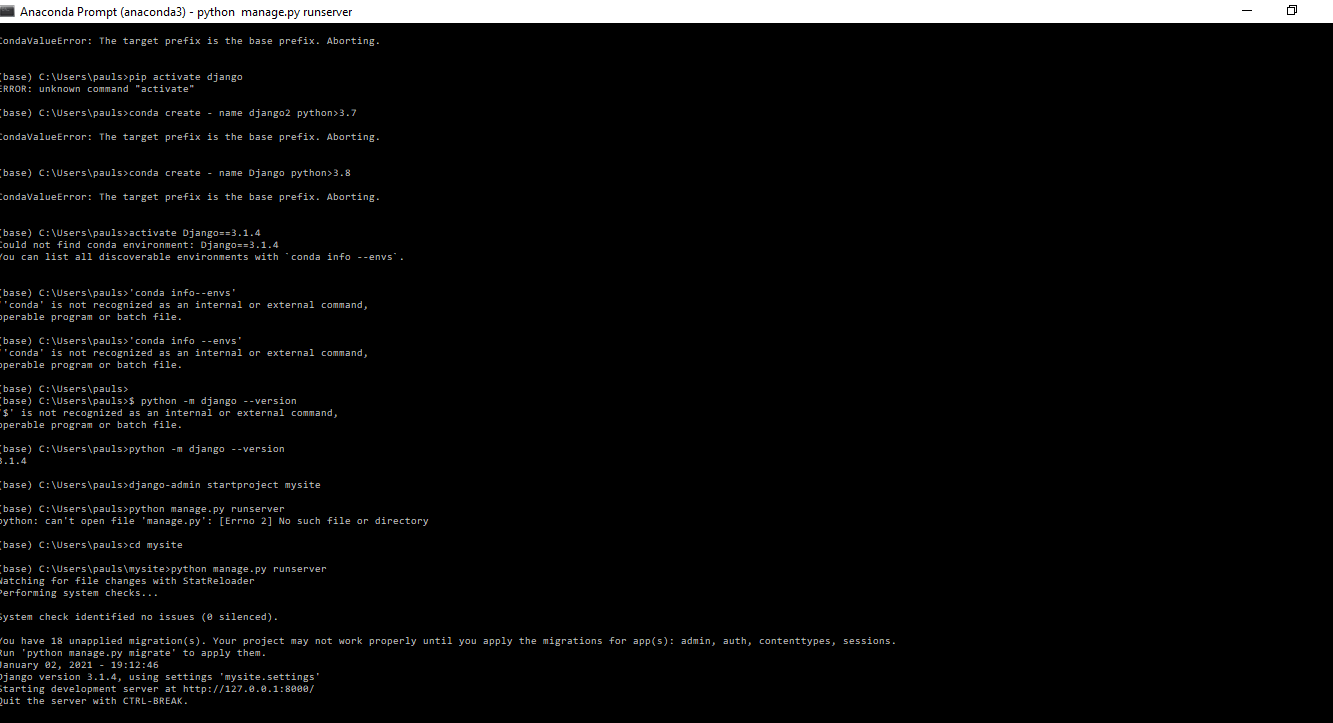 Anaconda Prompt (anaconda3) - python  manage.py runserver
CondaValueError: The target prefix is the base prefix. Aborting.
(base) C:\Users\pauls>pip activate django
ERROR: unknown command "activate"
(base) C:\Users\pauls>conda create - name django2 python>3.7
CondaValueError: The target prefix is the base prefix. Aborting.
(base) C:\Users\pauls>conda create - name Django python>3.8
CondaValueError: The target prefix is the base prefix. Aborting.
(base) C:\Users\pauls>activate Django==3.1.4
Could not find conda environment: Django==3.1.4
You can list all discoverable environments with `conda info --envs`.
(base) C:\Users\pauls>'conda info--envs'
''conda' is not recognized as an internal or external command,
operable program or batch file.
(base) C:\Users\pauls>'conda info --envs'
''conda' is not recognized as an internal or external command,
operable program or batch file.
(base) C:\Users\pauls>
(base) C:\Users\pauls>$ python -m django --version
'$' is not recognized as an internal or external command,
operable program or batch file.
(base) C:\Users\pauls>python -m django --version
3.1.4
(base) C:\Users\pauls>django-admin startproject mysite
(base) C:\Users\pauls>python manage.py runserver
python: can't open file 'manage.py': [Errno 2] No such file or directory
(base) C:\Users\pauls>cd mysite
(base) C:\Users\pauls\mysite>python manage.py runserver
Watching for file changes with StatReloader
Performing system checks...
System check identified no issues (0 silenced).
You have 18 unapplied migration(s). Your project may not work properly until you apply the migrations for app(s): admin, auth, contenttypes, sessions.
Run 'python manage.py migrate' to apply them.
January 02, 2021 - 19:12:46
Django version 3.1.4, using settings 'mysite.settings'
Starting development server at http://127.0.0.1:8000/
Quit the server with CTRL-BREAK.